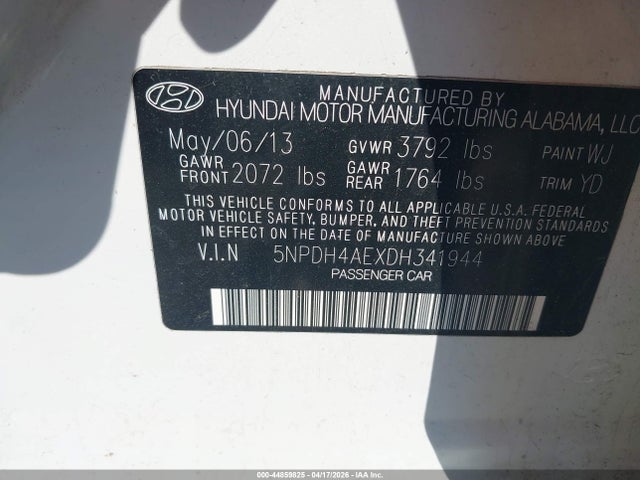 MANUFACTURED BY
HYUNDAI MOTOR MANUFACTURING ALABAMA, LLC
May/06/13 GVWR 3792 lbs PAINT WJ
GAWR FRONT 2072 lbs GAWR REAR 1764 lbs TRIM YD
THIS VEHICLE CONFORMS TO ALL APPLICABLE U.S.A. FEDERAL
MOTOR VEHICLE SAFETY, BUMPER, AND THEFT PREVENTION STANDARDS
IN EFFECT ON THE DATE OF MANUFACTURE SHOWN ABOVE.
V.I.N 5NPDH4AEXDH341944
PASSENGER CAR
000-44859825 - 04/17/2026 - IAA Inc. - Copyright